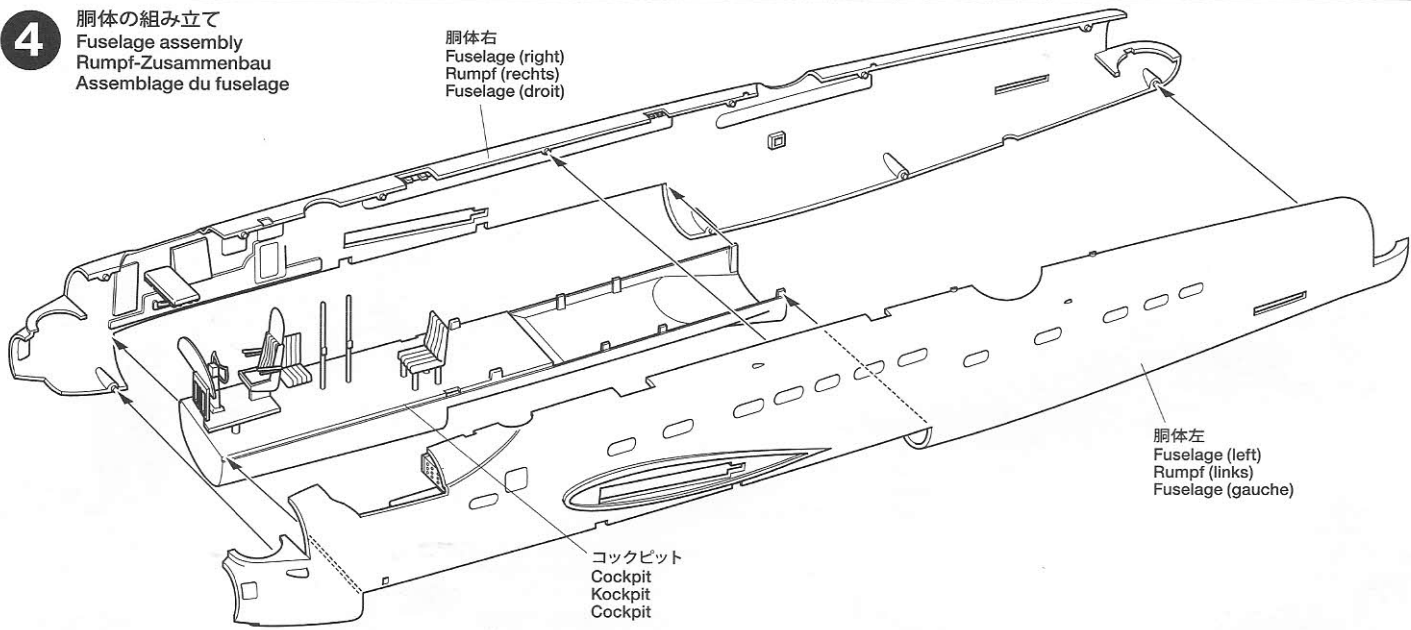 4
胴体の組み立て
Fuselage assembly
Rumpf-Zusammenbau
Assemblage du fuselage
胴体右
Fuselage (right)
Rumpf (rechts)
Fuselage (droit)
胴体左
Fuselage (left)
Rumpf (links)
Fuselage (gauche)
コックピット
Cockpit
Kockpit
Cockpit